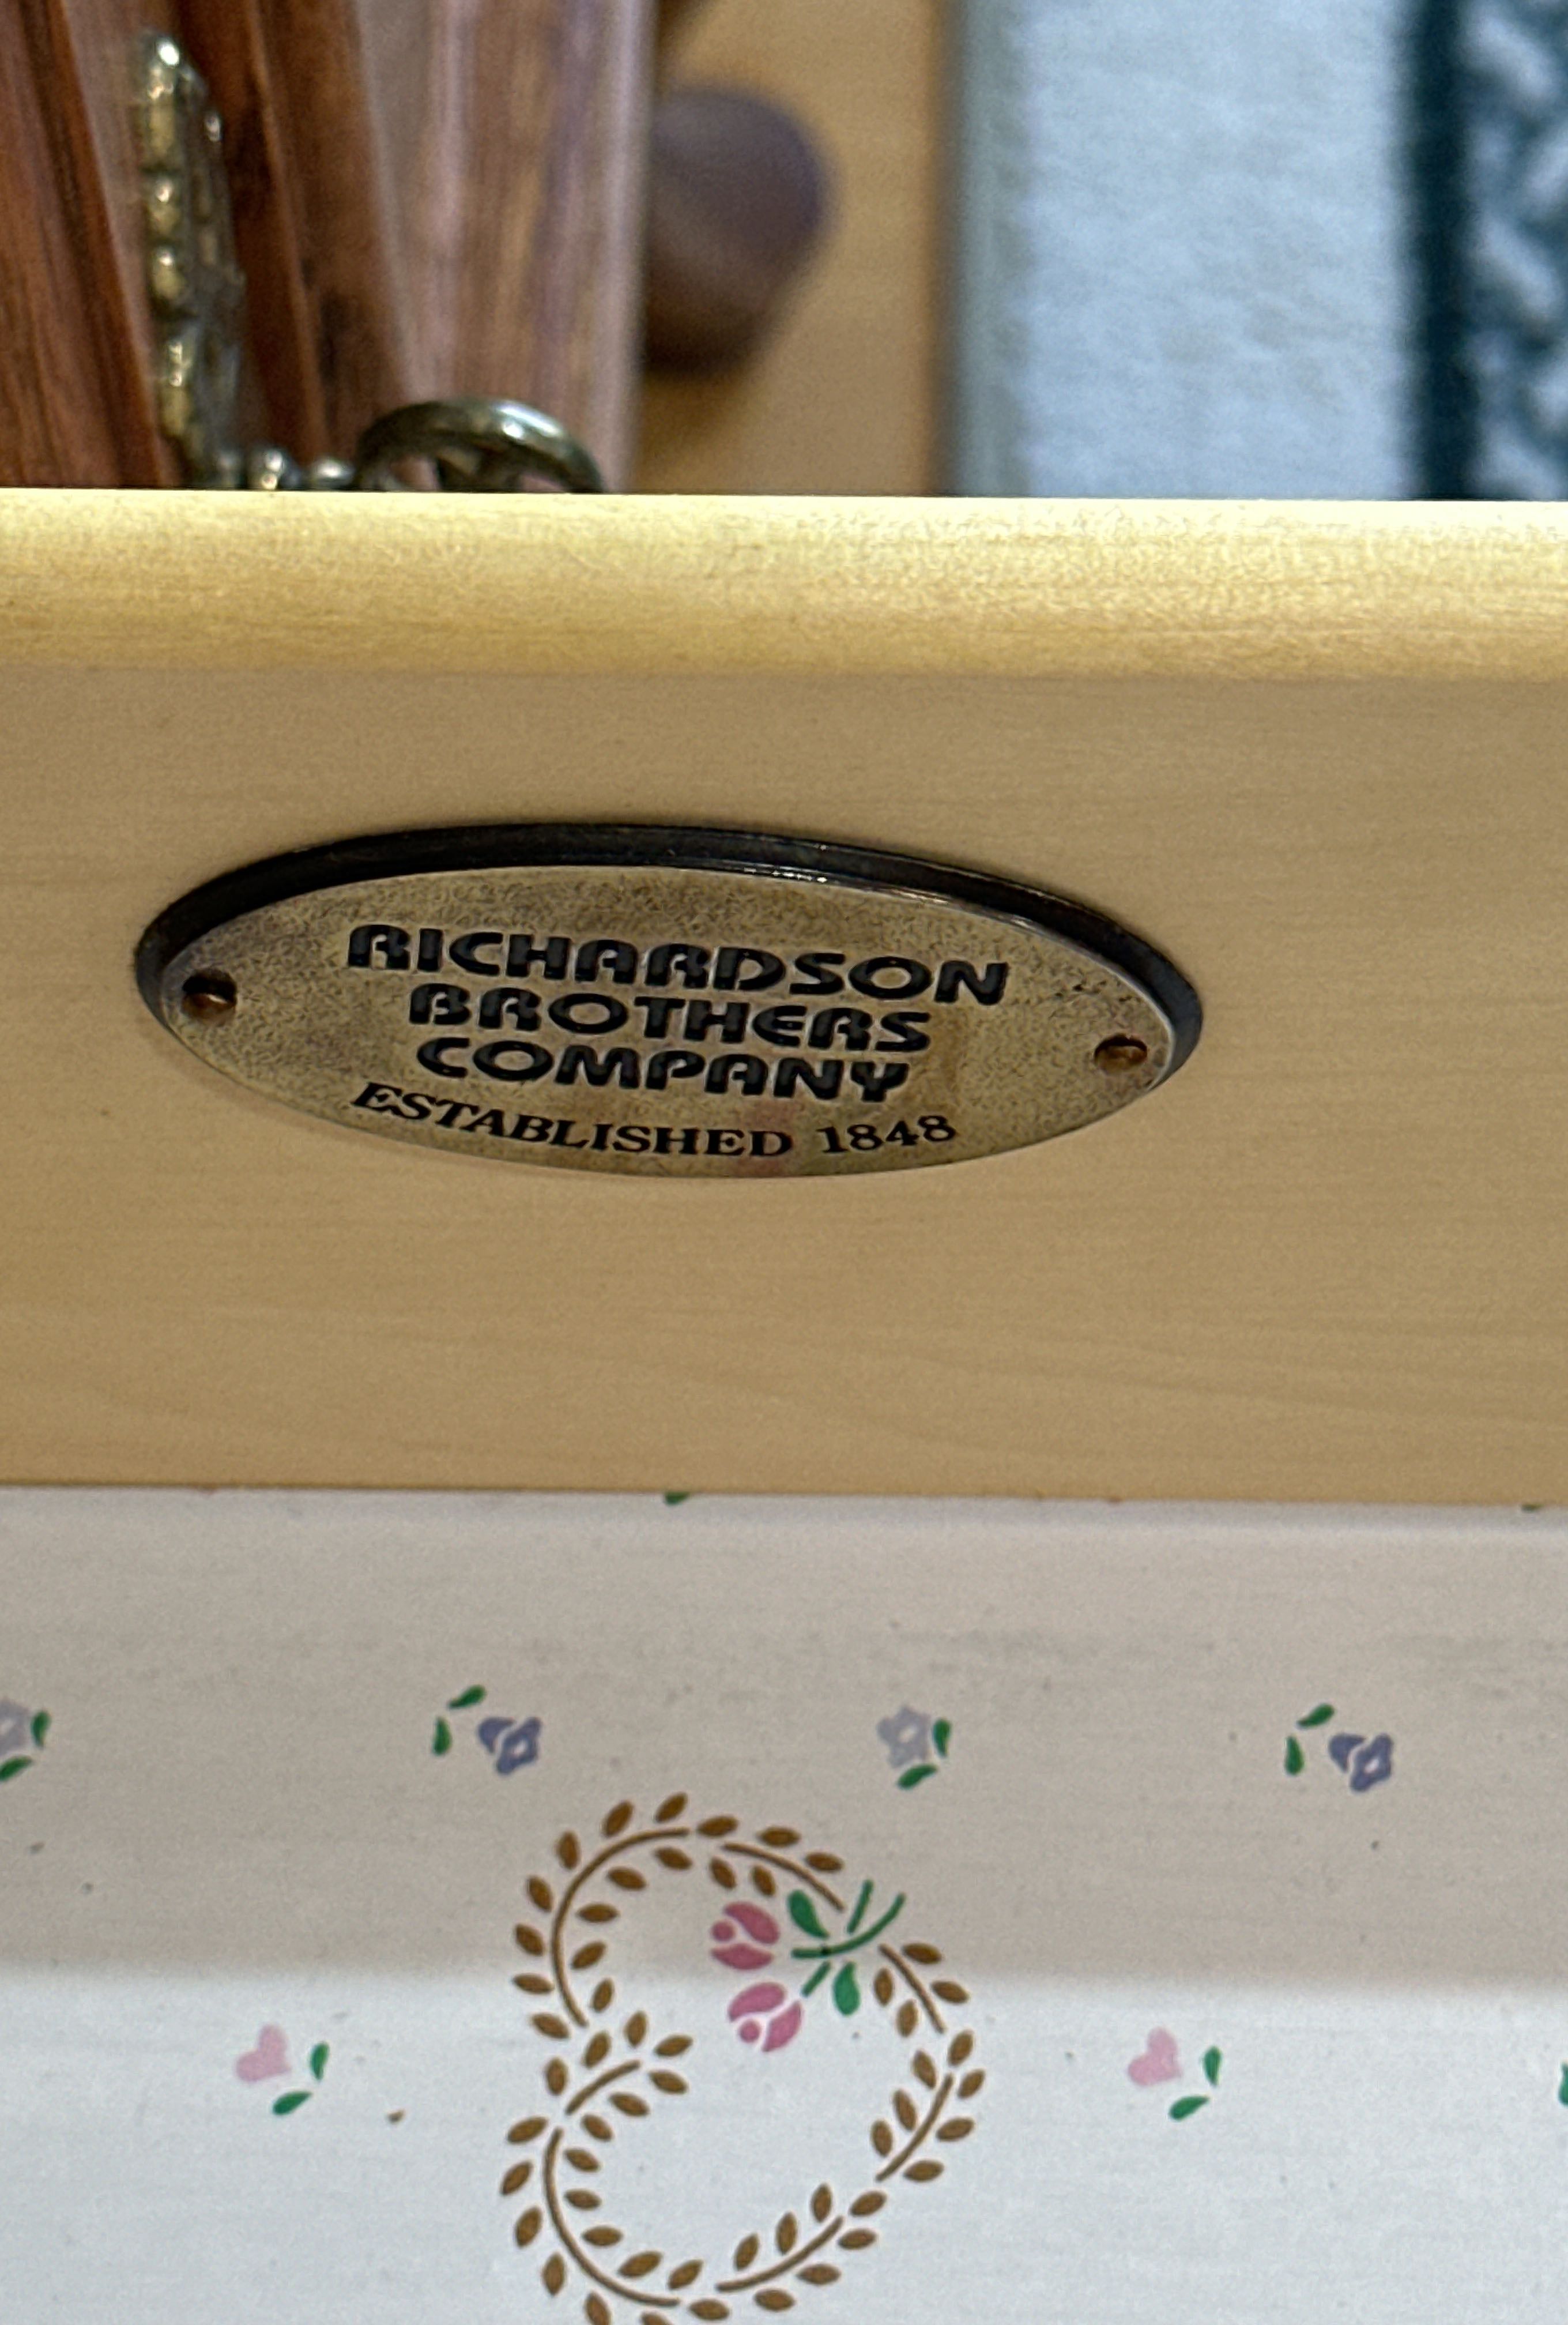 RICHARDSON
BROTHERS
COMPANY
ESTABLISHED 1848